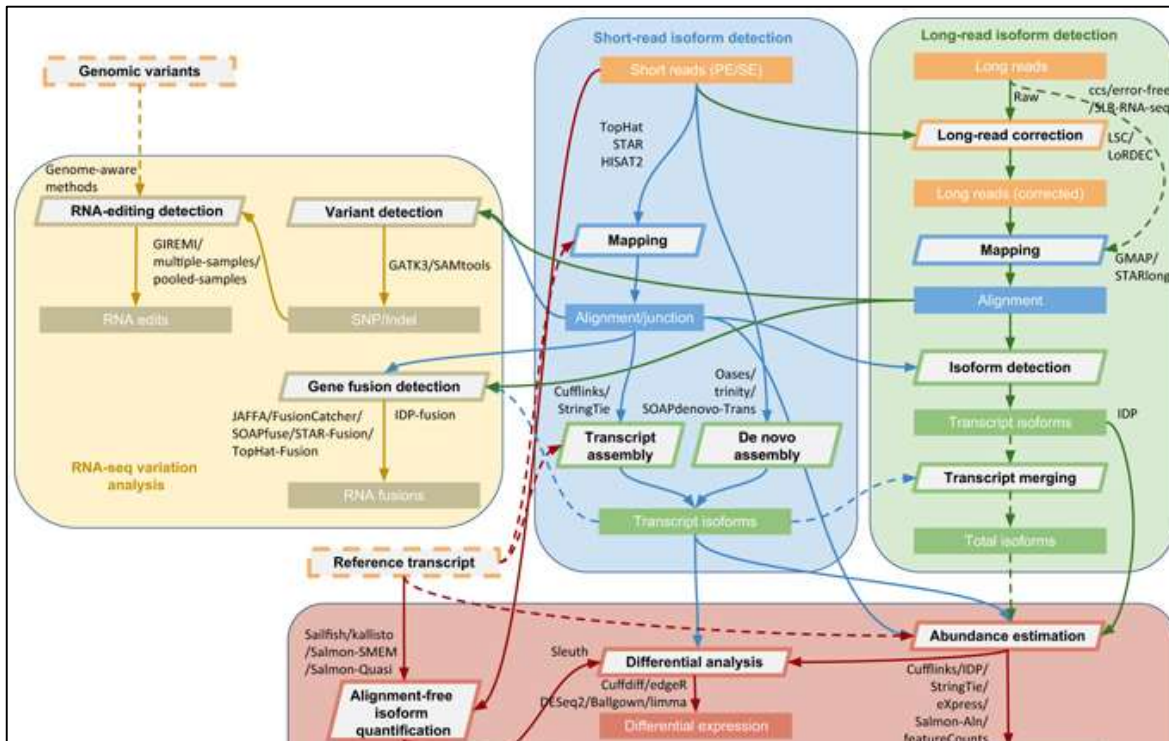 Short-read isoform detection
Long-read isoform detection
Genomic variants
Short reads (PE/SE)
Long reads
Raw
ccs/error-free
/SLR-RNA-seq
TopHat
STAR
HISAT2
Long-read correction
LSC/
LoRDEC
Genome-aware
methods
Long reads (corrected)
RNA-editing detection
Variant detection
Mapping
Mapping
GIREMI/
multiple-samples/
pooled-samples
GATK3/SAMtools
GMAP/
STARlong
RNA edits
SNP/Indel
Alignment/junction
Alignment
Gene fusion detection
Isoform detection
Oases/
trinity/
SOAPdenovo-Trans
Cufflinks/
StringTie
JAFFA/FusionCatcher/
SOAPfuse/STAR-Fusion/
TopHat-Fusion
IDP-fusion
Transcript isoforms
IDP
Transcript
assembly
De novo
assembly
RNA-seq variation
analysis
Transcript merging
RNA fusions
Transcript isoforms
Total isoforms
Reference transcript
Sailfish/kallisto
/Salmon-SMEM
/Salmon-Quasi
Abundance estimation
Sleuth
Differential analysis
Cuffdiff/edgeR
DESeq2/Ballgown/limma
Cufflinks/IDP/
StringTie/
eXpress/
Salmon-Aln/
featureCounts
Alignment-free
isoform
quantification
Differential expression